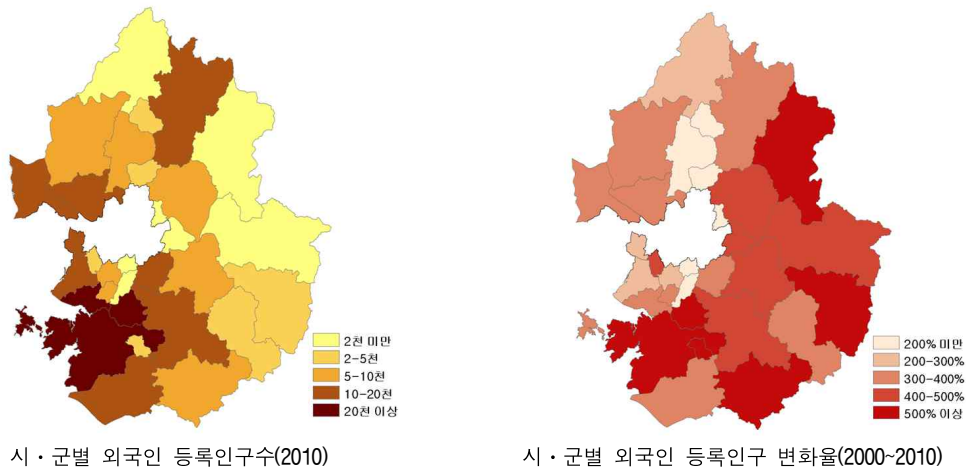 2천 미만
2-5천
5-10천
10-20천
20천 이상
200% 미만
200-300%
300-400%
400-500%
500% 이상
시·군별 외국인 등록인구수(2010)
시·군별 외국인 등록인구 변화율(2000~2010)